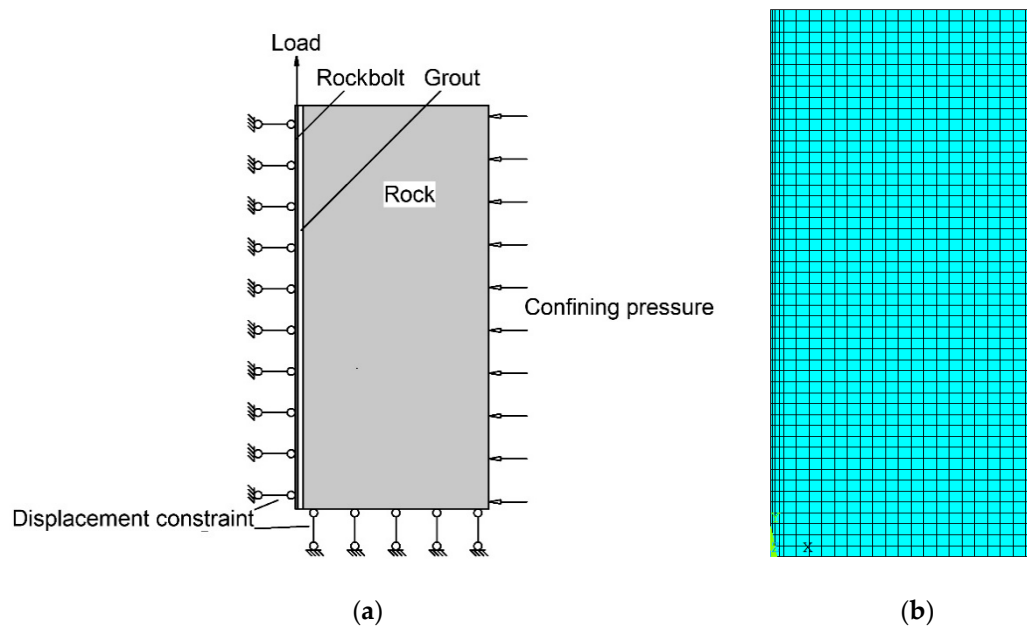 Load
Rockbolt Grout
Rock
Confining pressure
Displacement constraint
X
(a) (b)